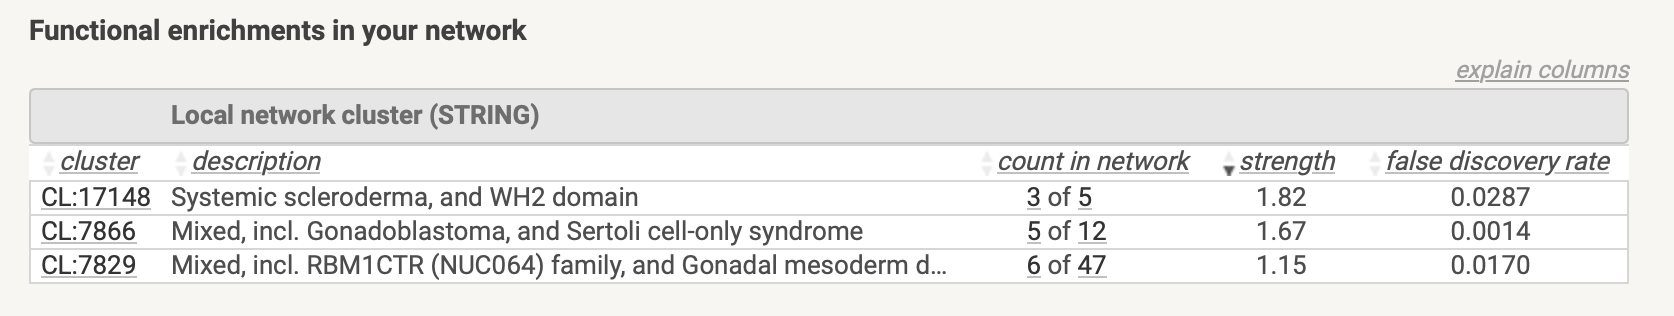 Functional enrichments in your network
explain columns
Local network cluster (STRING)
cluster description count in network strength false discovery rate
CL:17148 Systemic scleroderma, and WH2 domain 3 of 5 1.82 0.0287
CL:7866 Mixed, incl. Gonadoblastoma, and Sertoli cell-only syndrome 5 of 12 1.67 0.0014
CL:7829 Mixed, incl. RBM1CTR (NUC064) family, and Gonadal mesoderm d... 6 of 47 1.15 0.0170